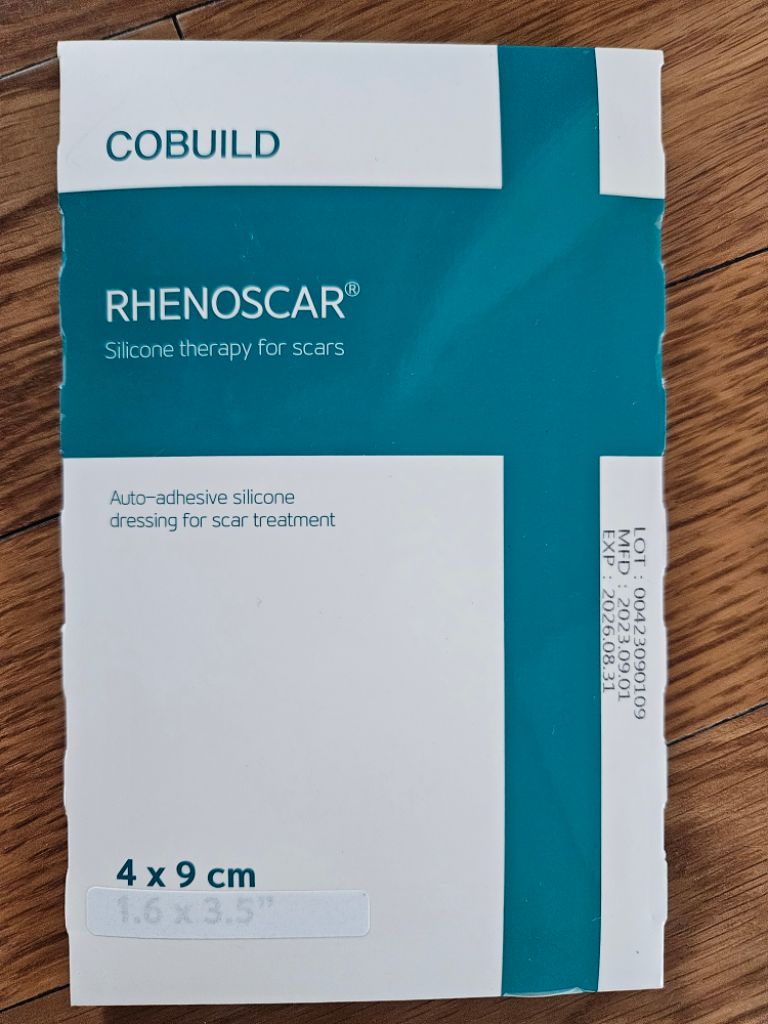 COBUILD
RHENOSCAR®
Silicone therapy for scars
Auto-adhesive silicone
dressing for scar treatment
LOT : 00423090109
MFD : 2023.09.01
EXP : 2026.08.31
4 x 9 cm
1.6 x 3.5”